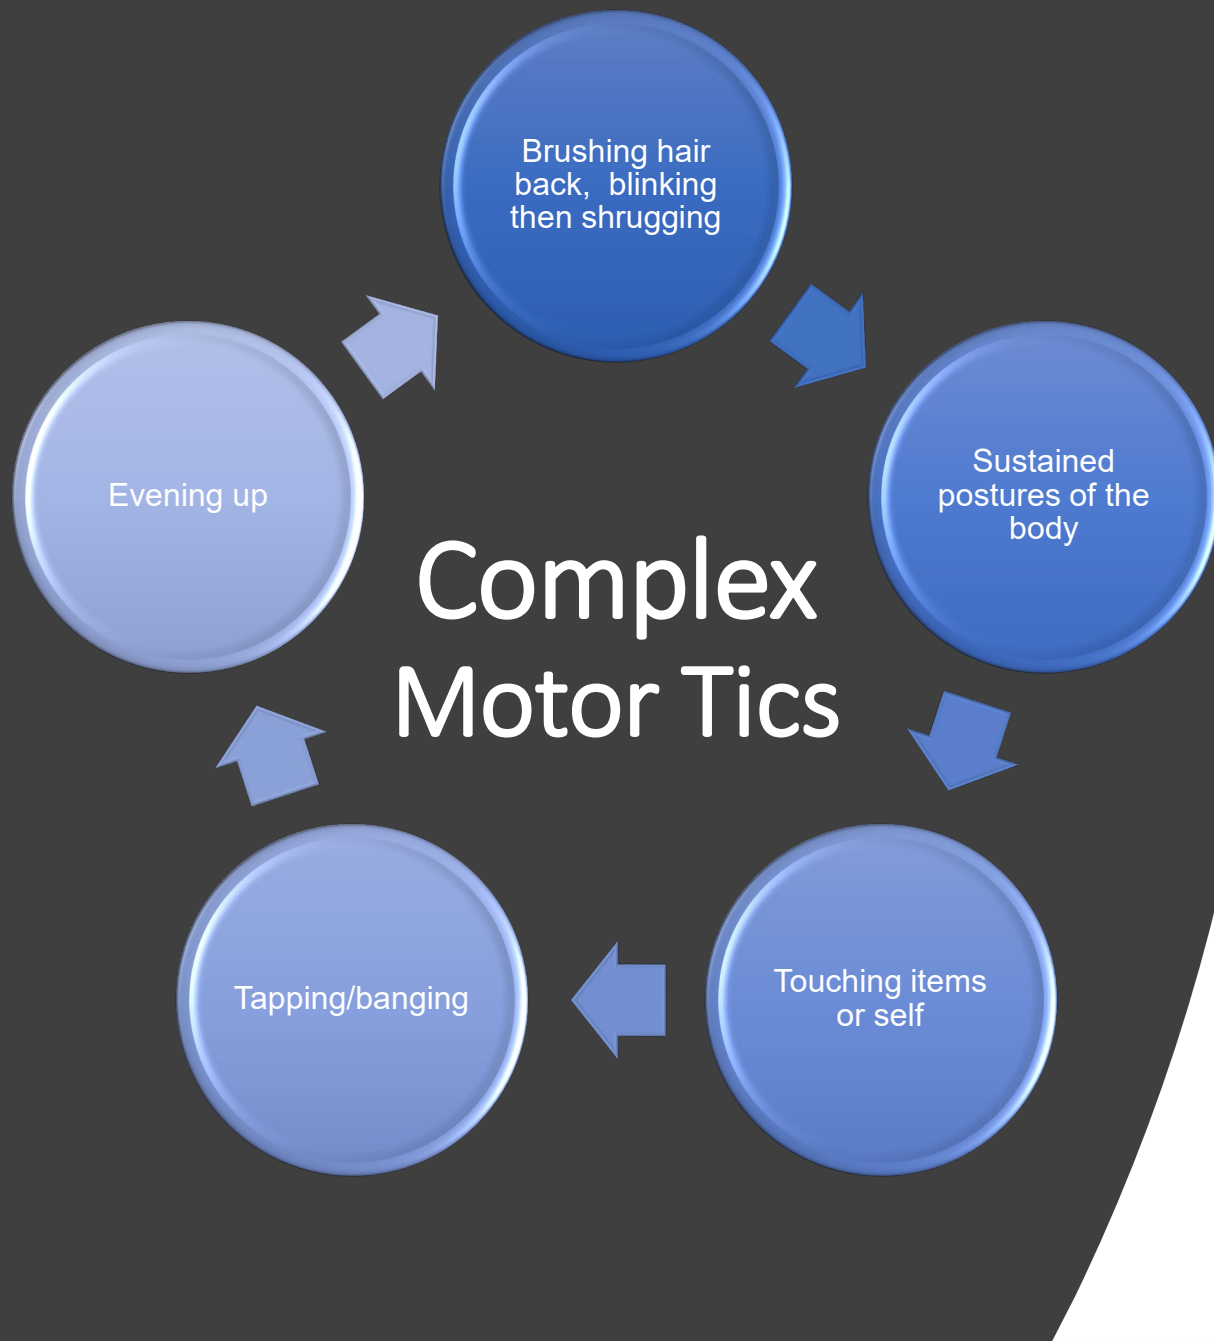 Brushing hair
back,  blinking
then shrugging
Sustained
postures of the
body
Touching items
or self
Tapping/banging
Evening up
Complex
Motor Tics